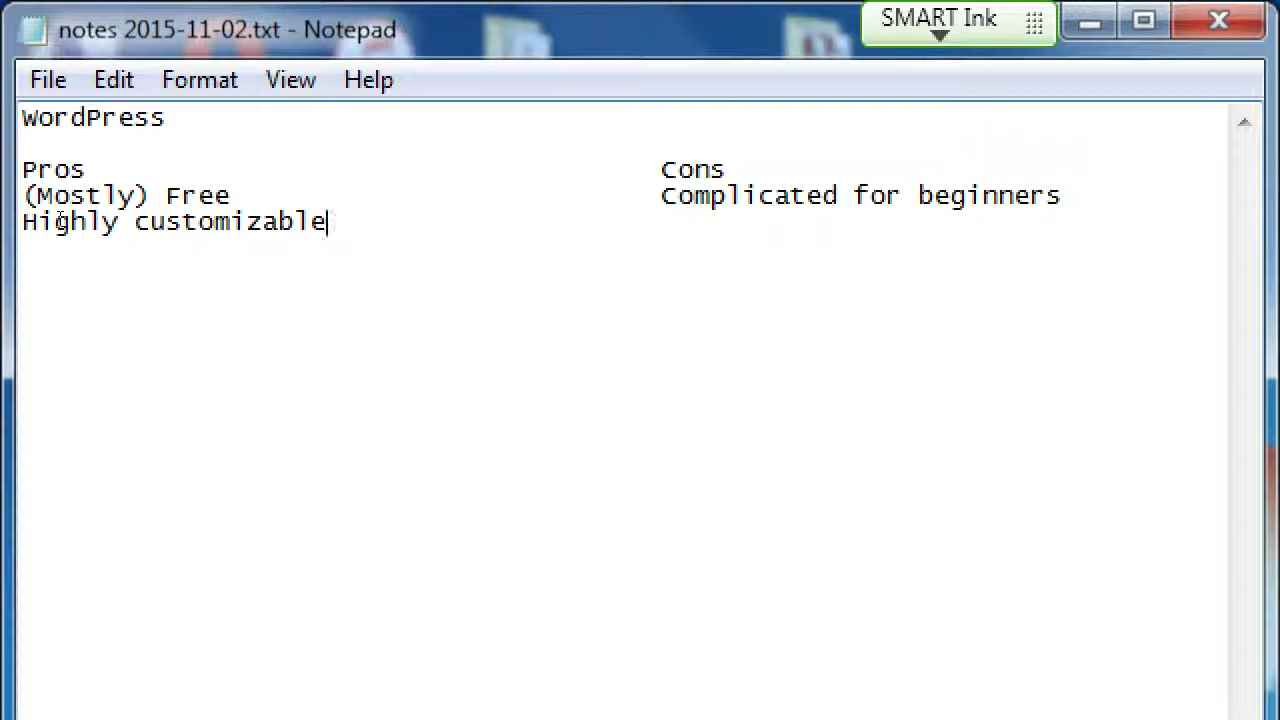 notes 2015-11-02.txt - Notepad
SMART Ink
File Edit Format View Help
WordPress
Pros Cons
(Mostly) Free Complicated for beginners
Highly customizable